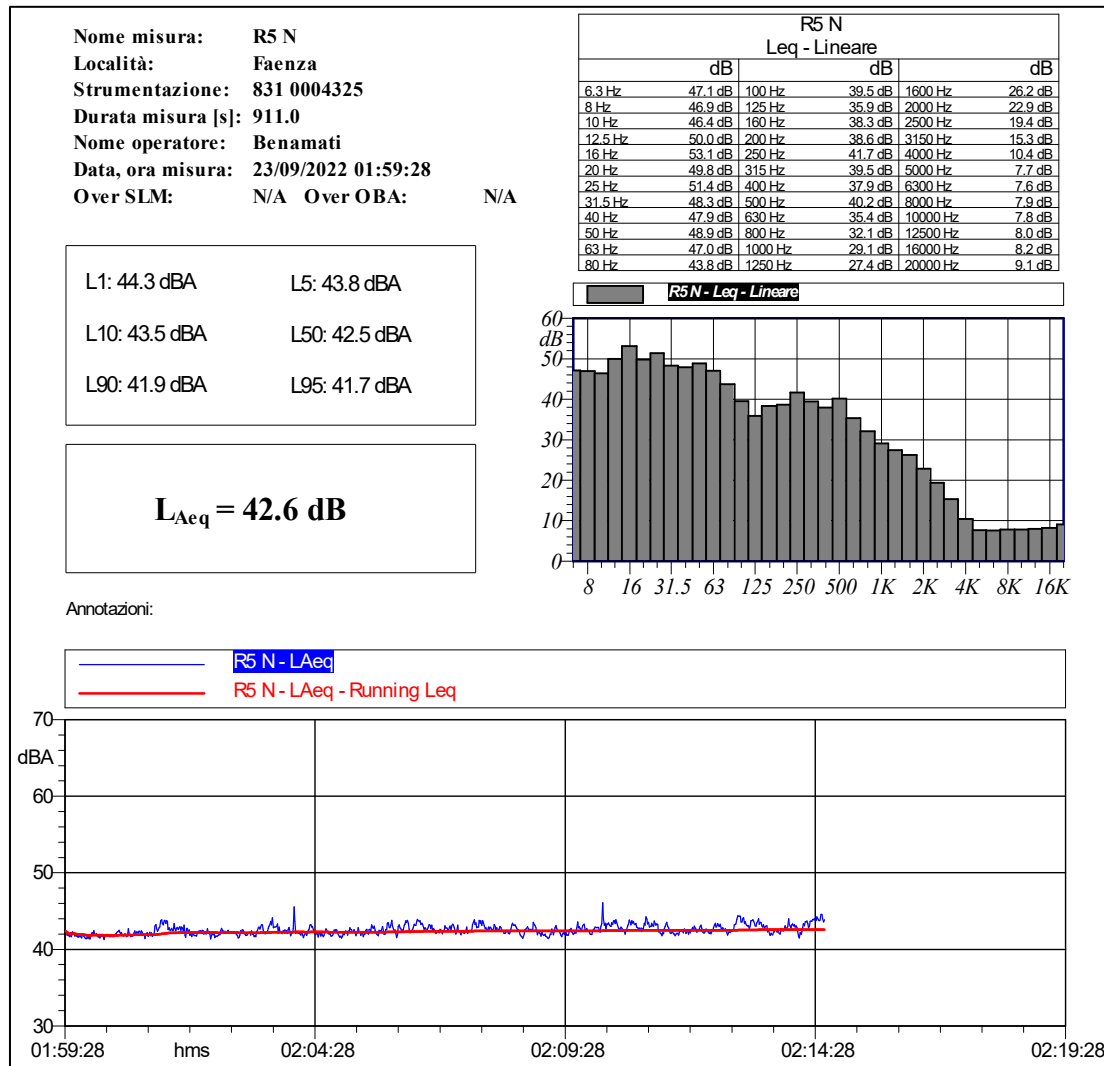 Nome misura: R5 N
Località: Faenza
Strumentazione: 831 0004325
Durata misura [s]: 911.0
Nome operatore: Benamati
Data, ora misura: 23/09/2022 01:59:28
Over SLM: N/A Over OBA: N/A
R5 N
Leq - Lineare
dB dB dB
6.3 Hz 47.1 dB 100 Hz 39.5 dB 1600 Hz 26.2 dB
8 Hz 46.9 dB 125 Hz 35.9 dB 2000 Hz 22.9 dB
10 Hz 46.4 dB 160 Hz 38.3 dB 2500 Hz 19.4 dB
12.5 Hz 50.0 dB 200 Hz 38.6 dB 3150 Hz 15.3 dB
16 Hz 53.1 dB 250 Hz 41.7 dB 4000 Hz 10.4 dB
20 Hz 49.8 dB 315 Hz 39.5 dB 5000 Hz 7.7 dB
25 Hz 51.4 dB 400 Hz 37.9 dB 6300 Hz 7.6 dB
31.5 Hz 48.3 dB 500 Hz 40.2 dB 8000 Hz 7.9 dB
40 Hz 47.9 dB 630 Hz 35.4 dB 10000 Hz 7.8 dB
50 Hz 48.9 dB 800 Hz 32.1 dB 12500 Hz 8.0 dB
63 Hz 47.0 dB 1000 Hz 29.1 dB 16000 Hz 8.2 dB
80 Hz 43.8 dB 1250 Hz 27.4 dB 20000 Hz 9.1 dB
L1: 44.3 dBA L5: 43.8 dBA
L10: 43.5 dBA L50: 42.5 dBA
L90: 41.9 dBA L95: 41.7 dBA
LAeq = 42.6 dB
R5 N - Leq - Lineare
60
dB
50
40
30
20
10
0
8 16 31.5 63 125 250 500 1K 2K 4K 8K 16K
Annotazioni:
R5 N - LAeq
R5 N - LAeq - Running Leq
70
dBA
60
50
40
30
01:59:28 hms 02:04:28 02:09:28 02:14:28 02:19:28